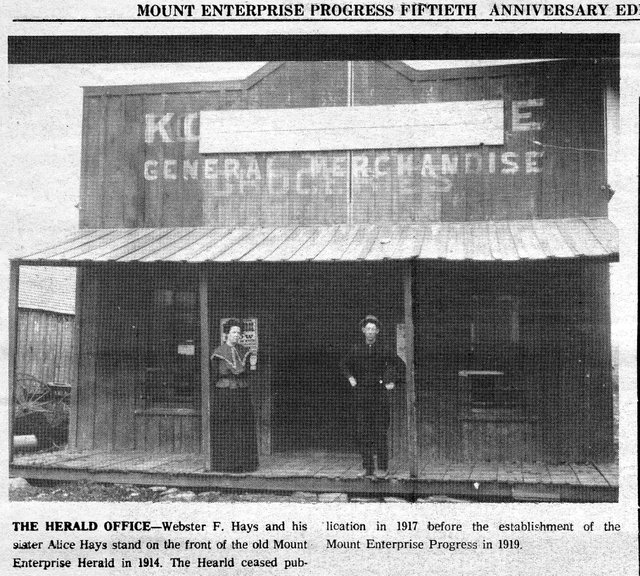 MOUNT ENTERPRISE PROGRESS FIFTIETH ANNIVERSARY ED
K E
GENERAL MERCHANDISE
GROCERIES
THE HERALD OFFICE—Webster F. Hays and his
sister Alice Hays stand on the front of the old Mount
Enterprise Herald in 1914. The Hearld ceased pub-
lication in 1917 before the establishment of the
Mount Enterprise Progress in 1919.